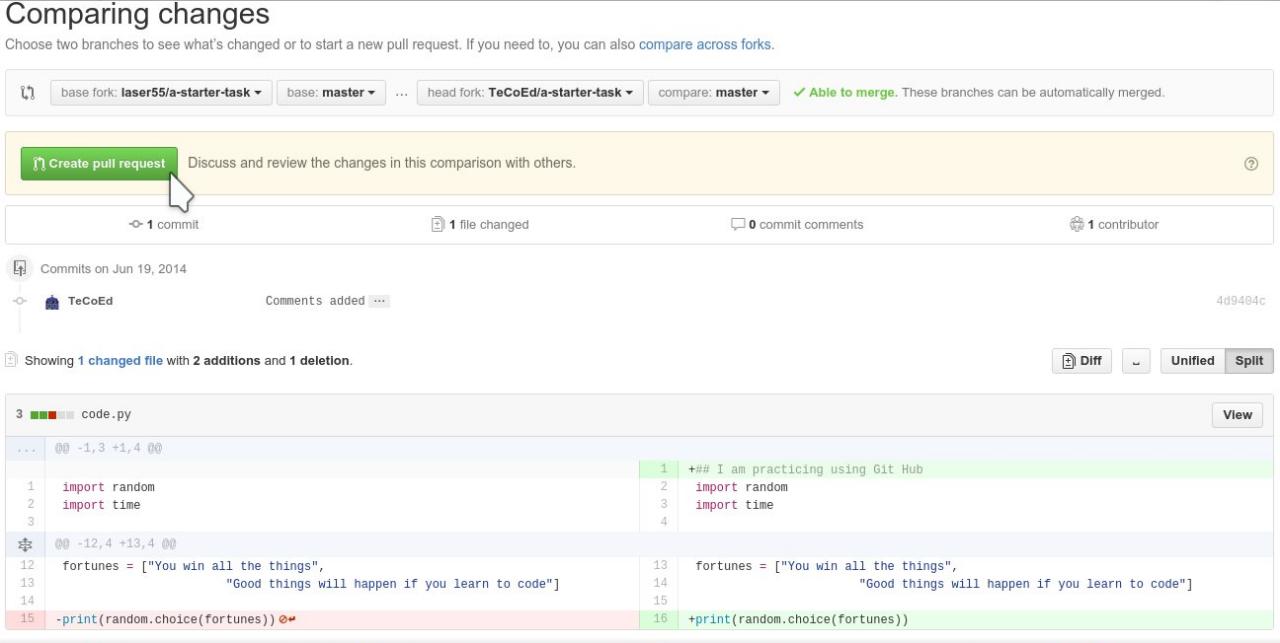 Comparing changes
Choose two branches to see what's changed or to start a new pull request. If you need to, you can also compare across forks.
base fork: laser55/a-starter-task base: master ... head fork: TeCoEd/a-starter-task compare: master ✓ Able to merge. These branches can be automatically merged.
Create pull request Discuss and review the changes in this comparison with others.
1 commit 1 file changed 0 commit comments 1 contributor
Commits on Jun 19, 2014
TeCoEd Comments added ... 4d9404c
Showing 1 changed file with 2 additions and 1 deletion. Diff Unified Split
3 code.py View
... @@ -1,3 +1,4 @@
1 +## I am practicing using Git Hub
1 import random 2 import random
2 import time 3 import time
3 4
@@ -12,4 +13,4 @@
12 fortunes = ["You win all the things", 13 fortunes = ["You win all the things",
13 "Good things will happen if you learn to code"] 14 "Good things will happen if you learn to code"]
14 15
15 -print(random.choice(fortunes)) 16 +print(random.choice(fortunes))